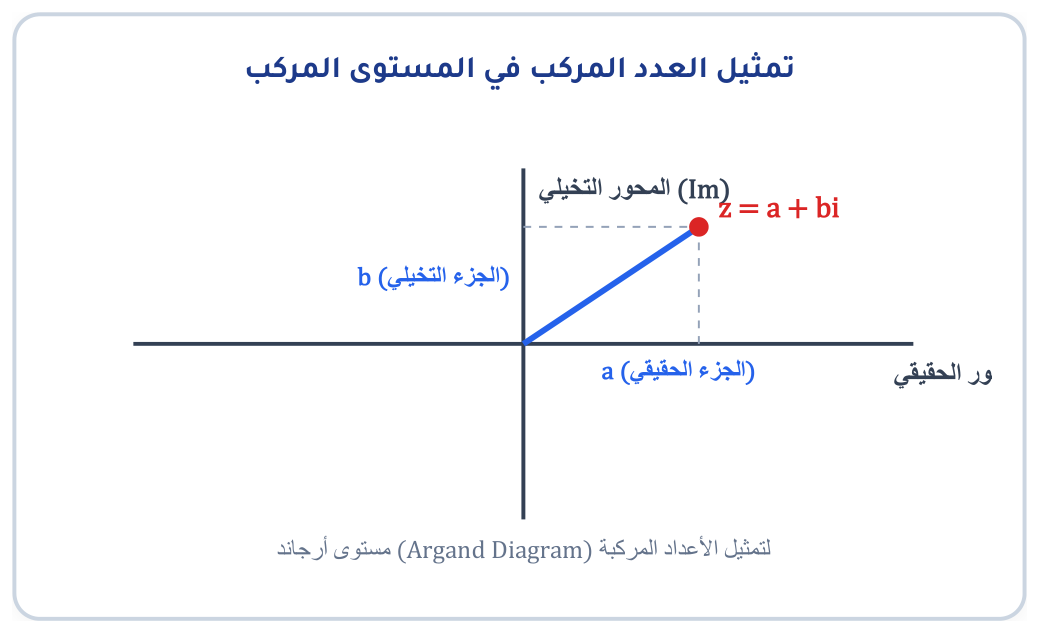 تمثيل العدد المركب في المستوى المركب
المحور التخيلي (Im)
z = a + bi
b (الجزء التخيلي)
a (الجزء الحقيقي)
ور الحقيقي
مستوى أرجاند (Argand Diagram) لتمثيل الأعداد المركبة